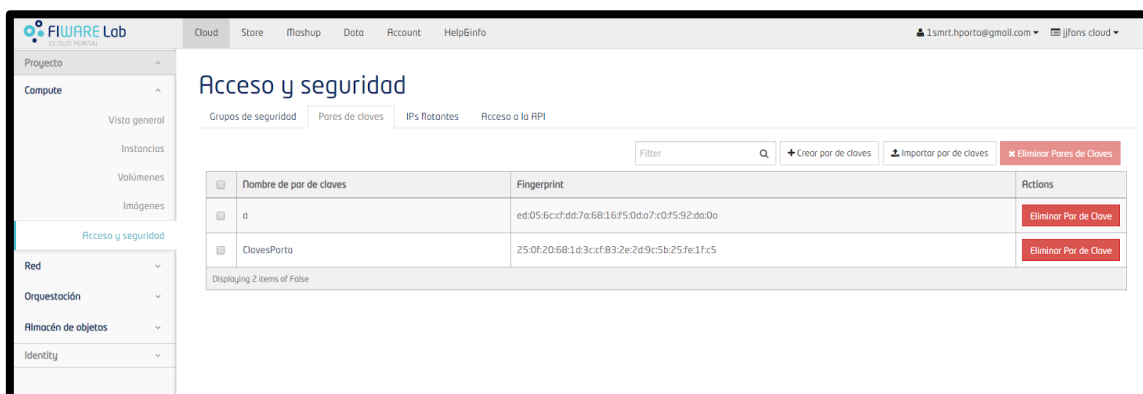 FIWARE Lab
CLOUD PORTAL
Cloud Store Mashup Data Account Help&info
1smrt.hporta@gmail.com jjfons cloud
Proyecto
Compute
Vista general
Instancias
Volúmenes
Imágenes
Acceso y seguridad
Red
Orquestación
Almacén de objetos
Identity
Acceso y seguridad
Grupos de seguridad Pares de claves IPs flotantes Acceso a la API
Filter + Crear par de claves Importar par de claves × Eliminar Pares de Claves
Nombre de par de claves Fingerprint Actions
a ed:05:6c:cf:dd:7a:68:16:f5:0d:a7:c0:f5:92:da:0a Eliminar Par de Clave
ClavesPorta 25:0f:20:68:1d:3c:cf:83:2e:2d:9c:5b:25:fe:1f:c5 Eliminar Par de Clave
Displaying 2 items of False